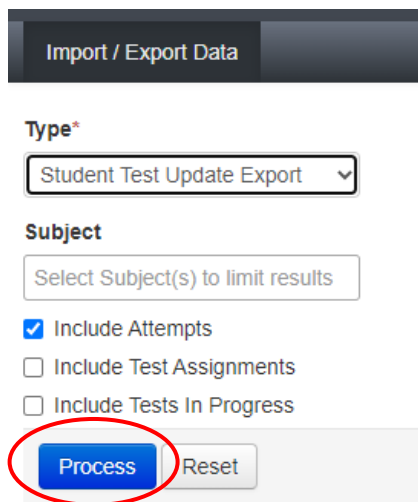 Import / Export Data
Type*
Student Test Update Export
Subject
Select Subject(s) to limit results
Include Attempts
Include Test Assignments
Include Tests In Progress
Process Reset